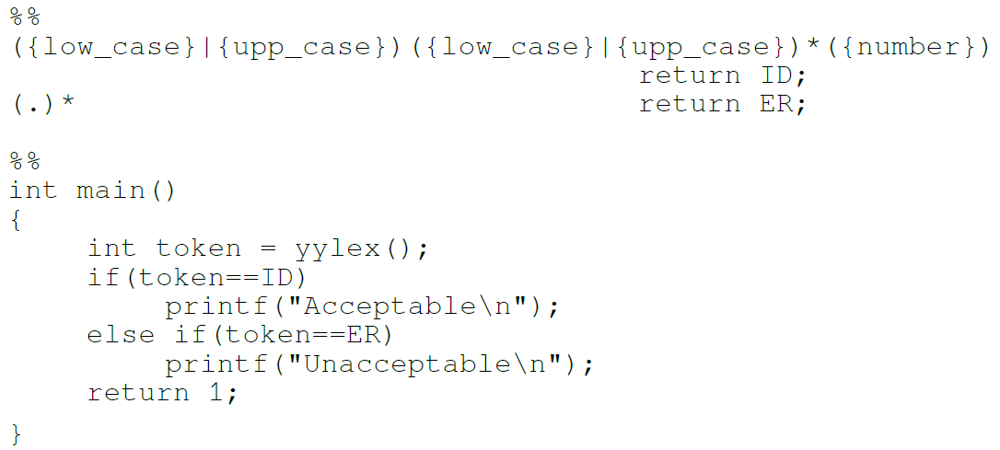 %%
({low_case}|{upp_case})({low_case}|{upp_case})*({number})
return ID;
(.)* return ER;
%%
int main()
{
int token = yylex();
if(token==ID)
printf("Acceptable\n");
else if(token==ER)
printf("Unacceptable\n");
return 1;
}